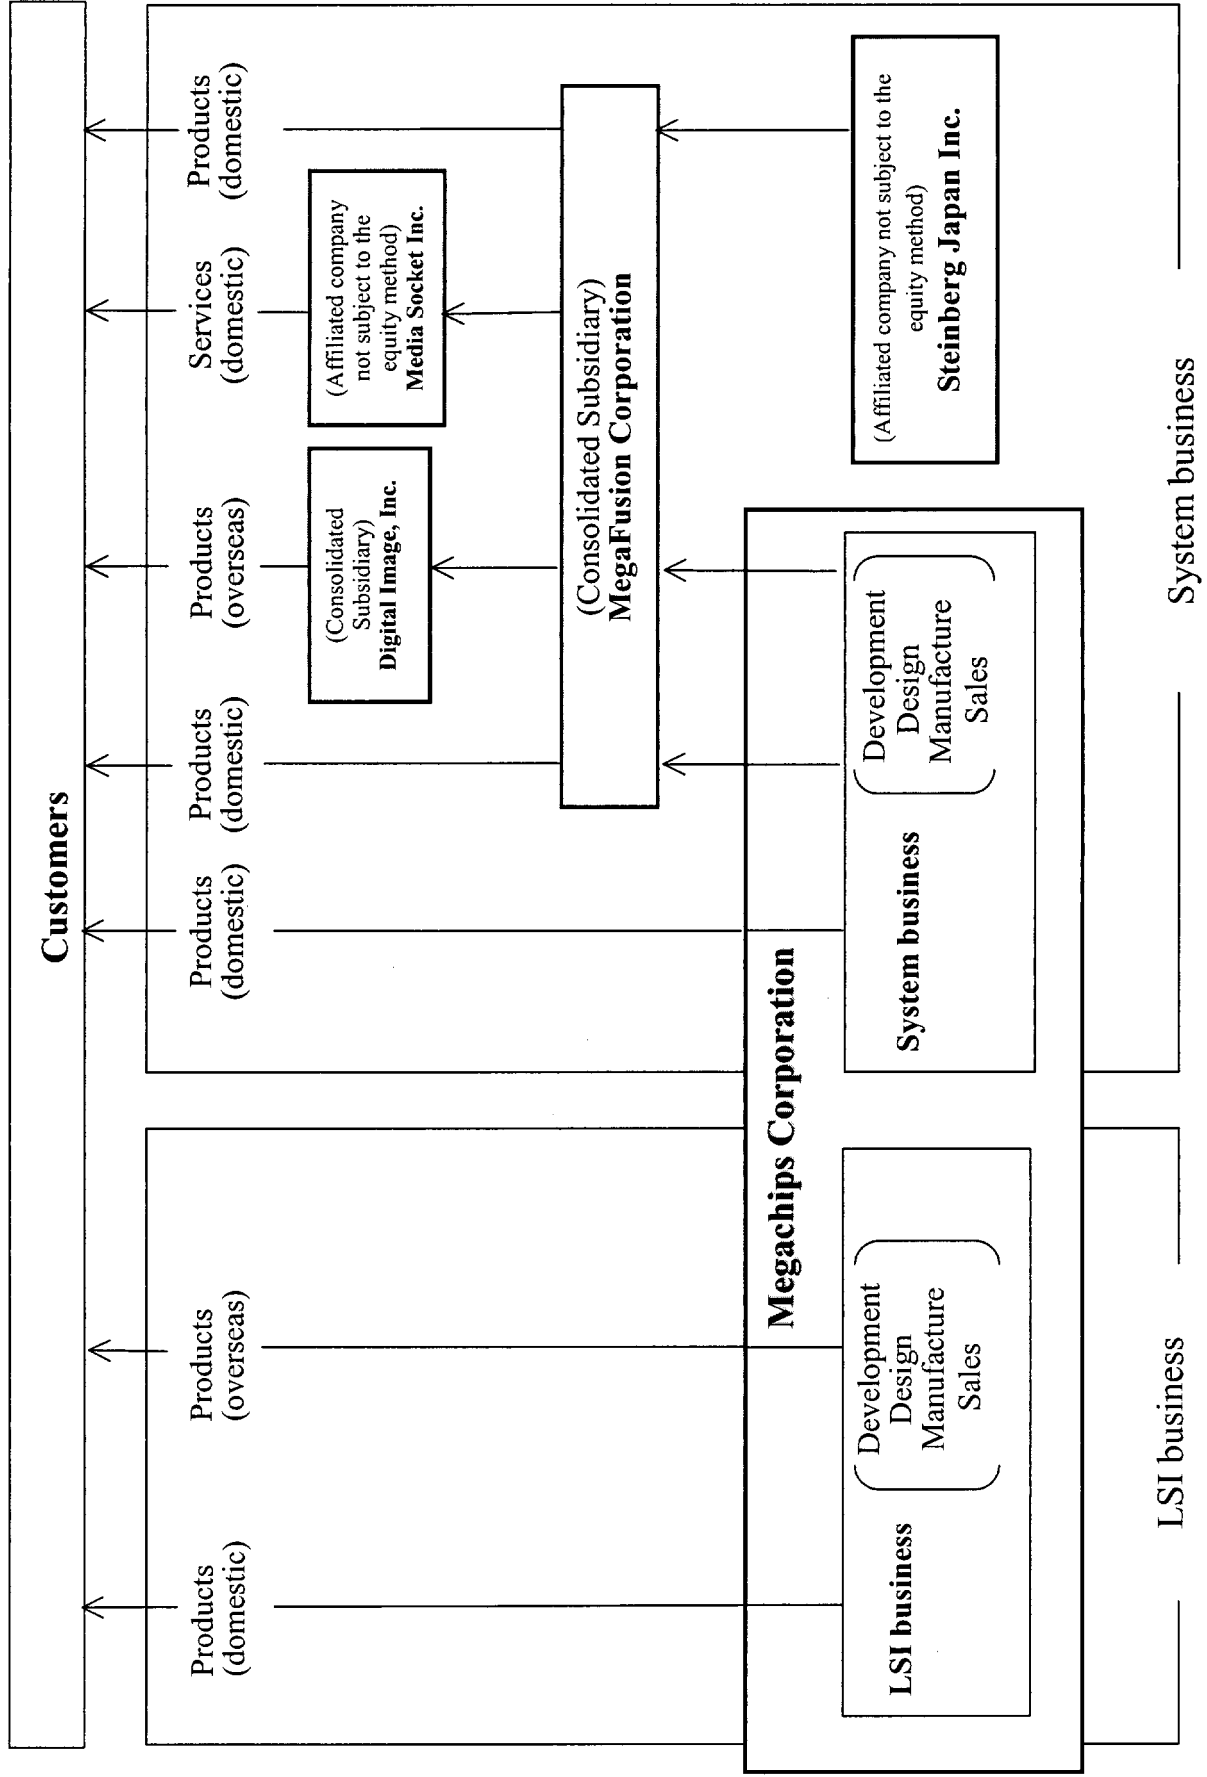 Customers
Products
(domestic)
Products
(overseas)
Products
(domestic)
Products
(domestic)
Products
(overseas)
Services
(domestic)
Products
(domestic)
(Consolidated
Subsidiary)
Digital Image, Inc.
(Affiliated company
not subject to the
equity method)
Media Socket Inc.
(Consolidated Subsidiary)
MegaFusion Corporation
Megachips Corporation
LSI business
Development
Design
Manufacture
Sales
System business
Development
Design
Manufacture
Sales
(Affiliated company not subject to the
equity method)
Steinberg Japan Inc.
LSI business
System business